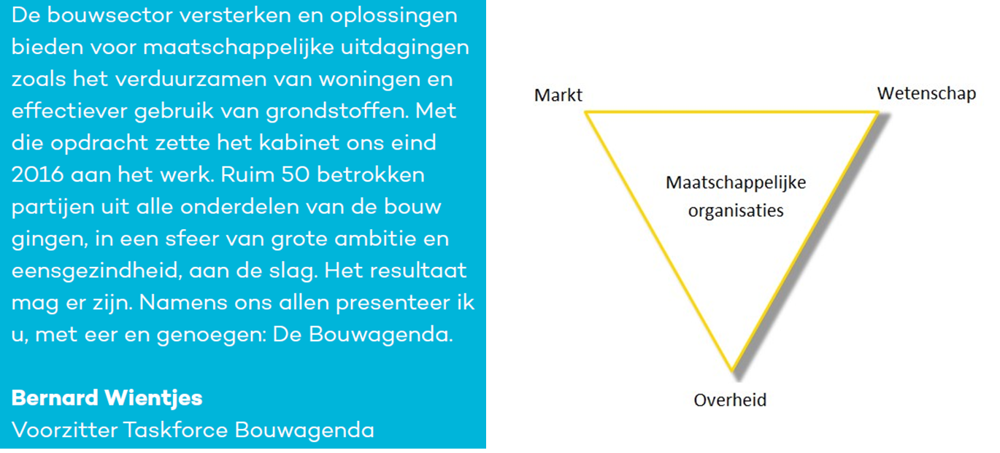 De bouwsector versterken en oplossingen
bieden voor maatschappelijke uitdagingen
zoals het verduurzamen van woningen en
effectiever gebruik van grondstoffen. Met
die opdracht zette het kabinet ons eind
2016 aan het werk. Ruim 50 betrokken
partijen uit alle onderdelen van de bouw
gingen, in een sfeer van grote ambitie en
eensgezindheid, aan de slag. Het resultaat
mag er zijn. Namens ons allen presenteer ik
u, met eer en genoegen: De Bouwagenda.
Bernard Wientjes
Voorzitter Taskforce Bouwagenda
Markt
Wetenschap
Maatschappelijke
organisaties
Overheid